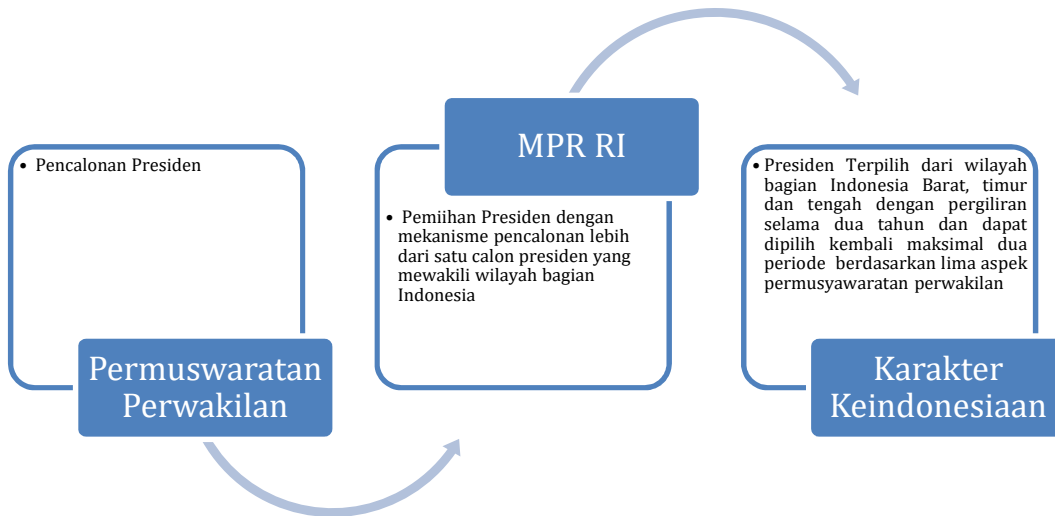 • Pencalonan Presiden
Permuswaratan
Perwakilan
MPR RI
• Pemiihan Presiden dengan
mekanisme pencalonan lebih
dari satu calon presiden yang
mewakili wilayah bagian
Indonesia
• Presiden Terpilih dari wilayah
bagian Indonesia Barat, timur
dan tengah dengan pergiliran
selama dua tahun dan dapat
dipilih kembali maksimal dua
periode berdasarkan lima aspek
permusyawaratan perwakilan
Karakter
Keindonesiaan